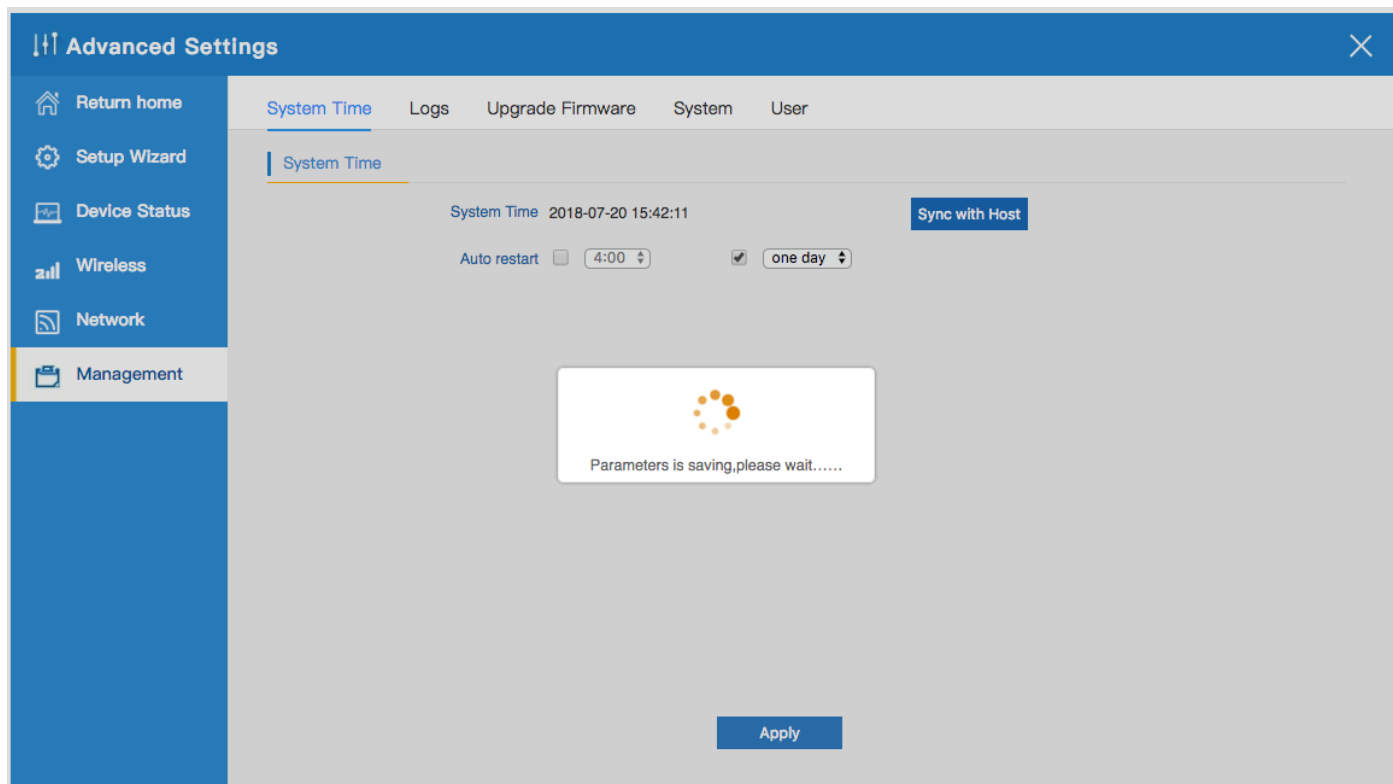 Advanced Settings
Return home
Setup Wizard
Device Status
Wireless
Network
Management
System Time Logs Upgrade Firmware System User
System Time
System Time 2018-07-20 15:42:11 Sync with Host
Auto restart 4:00 one day
Parameters is saving,please wait......
Apply